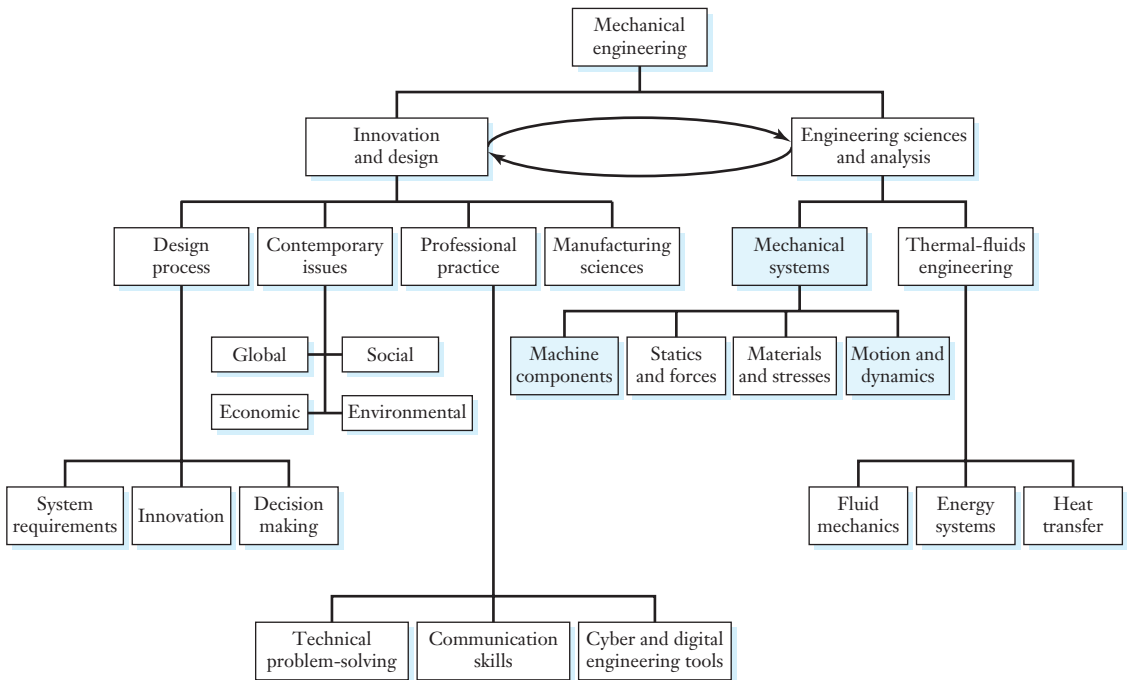 Mechanical
engineering
Innovation
and design
Engineering sciences
and analysis
Design
process
Contemporary
issues
Professional
practice
Manufacturing
sciences
Mechanical
systems
Thermal-fluids
engineering
Global
Social
Economic
Environmental
Machine
components
Statics
and forces
Materials
and stresses
Motion and
dynamics
System
requirements
Innovation
Decision
making
Fluid
mechanics
Energy
systems
Heat
transfer
Technical
problem-solving
Communication
skills
Cyber and digital
engineering tools